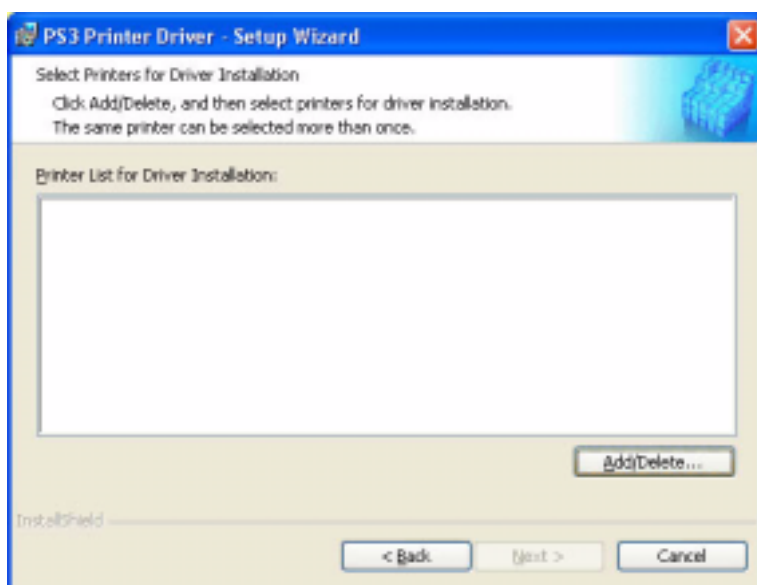 PS3 Printer Driver - Setup Wizard
Select Printers for Driver Installation
Click Add/Delete, and then select printers for driver installation.
The same printer can be selected more than once.
Printer List for Driver Installation:
Add/Delete...
InstallShield
< Back
Next >
Cancel